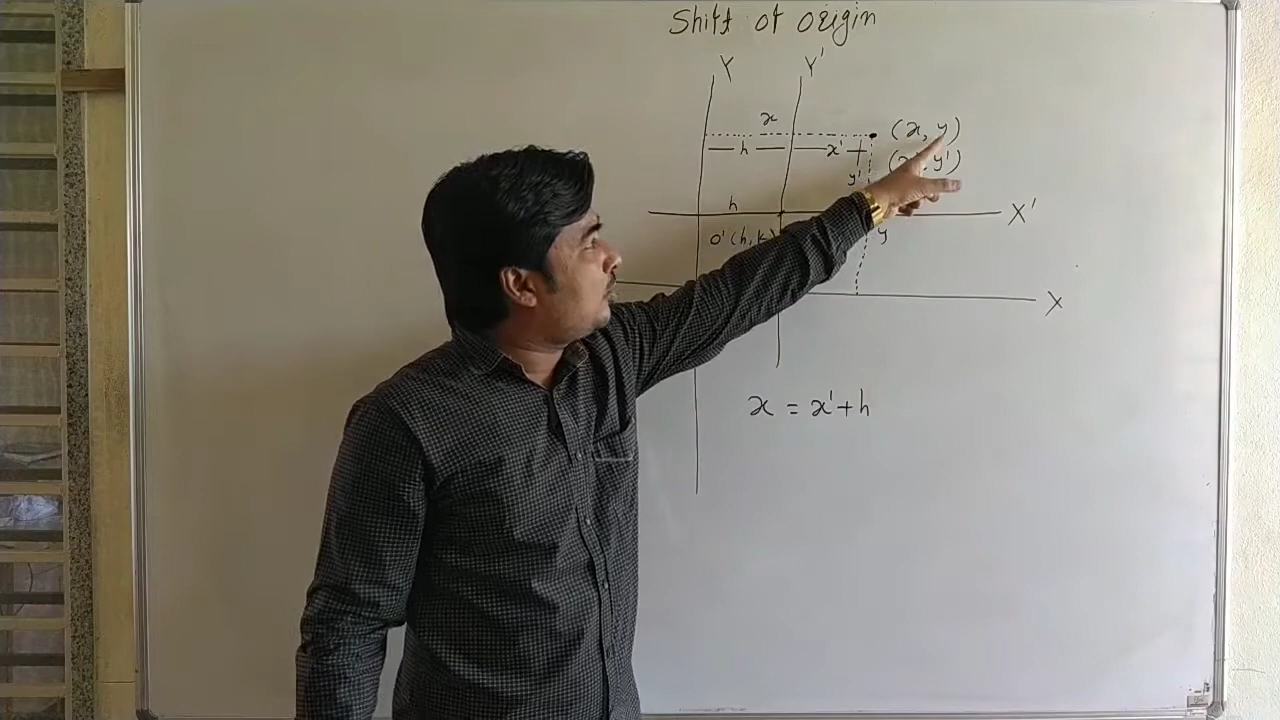 Shift of origin
Y Y'
x (x, y)
h x' (x', y')
y'
h X'
O'(h, k) y
X
x = x' + h